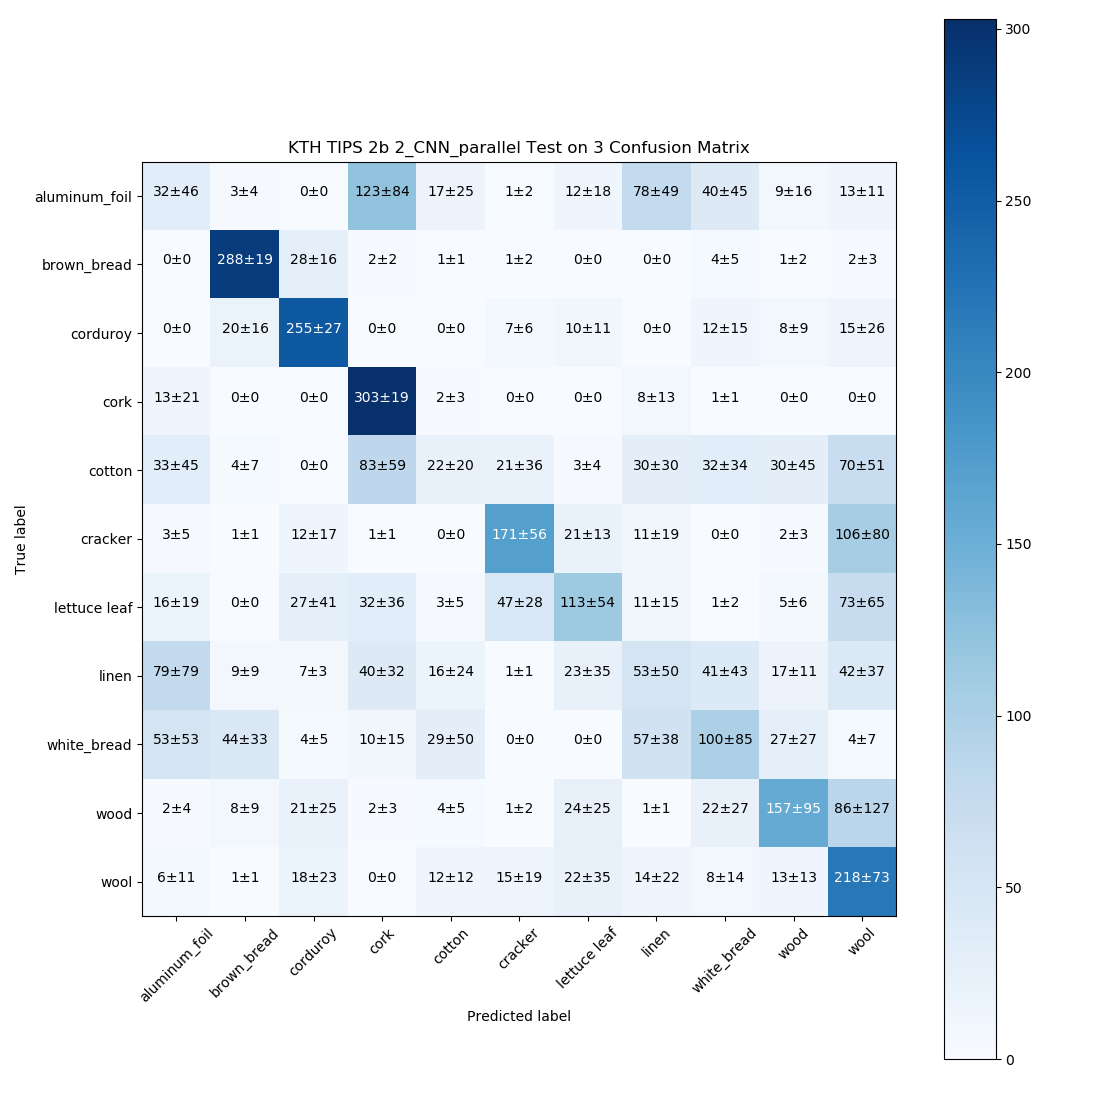 KTH TIPS 2b 2_CNN_parallel Test on 3 Confusion Matrix
aluminum_foil 32±46 3±4 0±0 123±84 17±25 1±2 12±18 78±49 40±45 9±16 13±11
brown_bread 0±0 288±19 28±16 2±2 1±1 1±2 0±0 0±0 4±5 1±2 2±3
corduroy 0±0 20±16 255±27 0±0 0±0 7±6 10±11 0±0 12±15 8±9 15±26
cork 13±21 0±0 0±0 303±19 2±3 0±0 0±0 8±13 1±1 0±0 0±0
cotton 33±45 4±7 0±0 83±59 22±20 21±36 3±4 30±30 32±34 30±45 70±51
cracker 3±5 1±1 12±17 1±1 0±0 171±56 21±13 11±19 0±0 2±3 106±80
lettuce leaf 16±19 0±0 27±41 32±36 3±5 47±28 113±54 11±15 1±2 5±6 73±65
linen 79±79 9±9 7±3 40±32 16±24 1±1 23±35 53±50 41±43 17±11 42±37
white_bread 53±53 44±33 4±5 10±15 29±50 0±0 0±0 57±38 100±85 27±27 4±7
wood 2±4 8±9 21±25 2±3 4±5 1±2 24±25 1±1 22±27 157±95 86±127
wool 6±11 1±1 18±23 0±0 12±12 15±19 22±35 14±22 8±14 13±13 218±73
aluminum_foil brown_bread corduroy cork cotton cracker lettuce leaf linen white_bread wood wool
Predicted label
True label
300
250
200
150
100
50
0